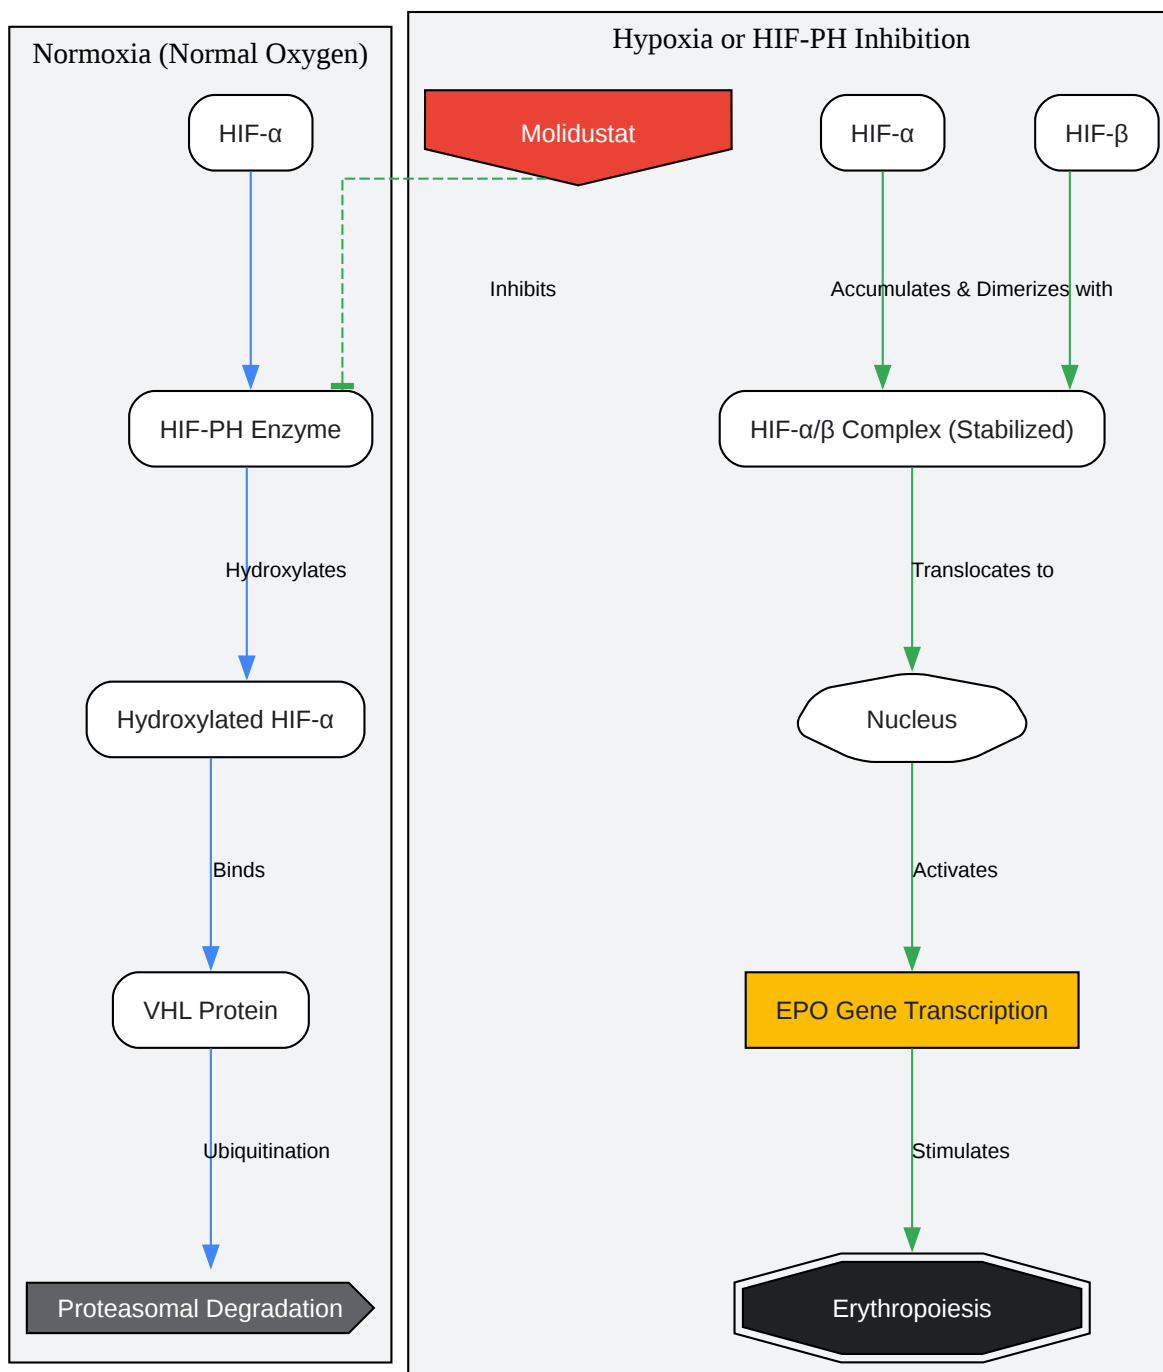 Normoxia (Normal Oxygen)
HIF-α
HIF-PH Enzyme
Hydroxylates
Hydroxylated HIF-α
Binds
VHL Protein
Ubiquitination
Proteasomal Degradation
Hypoxia or HIF-PH Inhibition
Molidustat
HIF-α
HIF-β
Inhibits
Accumulates & Dimerizes with
HIF-α/β Complex (Stabilized)
Translocates to
Nucleus
Activates
EPO Gene Transcription
Stimulates
Erythropoiesis